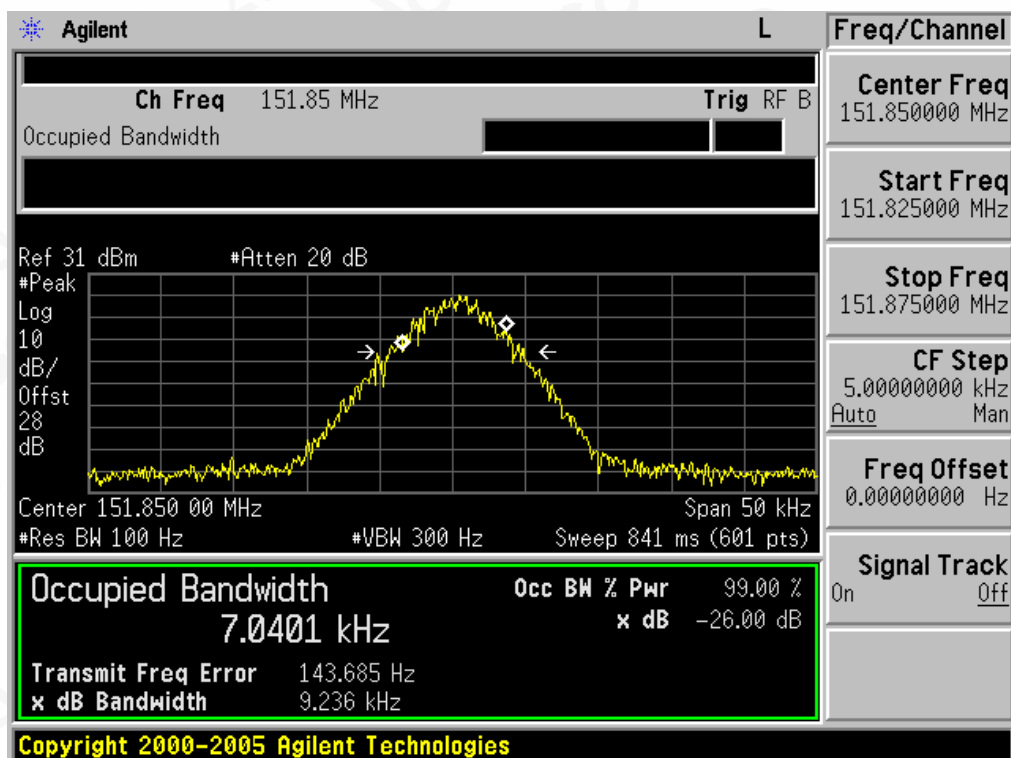 Agilent L Freq/Channel
Ch Freq 151.85 MHz Trig RF B
Occupied Bandwidth
Center Freq
151.850000 MHz
Start Freq
151.825000 MHz
Stop Freq
151.875000 MHz
CF Step
5.00000000 kHz
Auto Man
Freq Offset
0.00000000 Hz
Signal Track
On Off
Ref 31 dBm #Atten 20 dB
#Peak
Log
10
dB/
Offst
28
dB
Center 151.850 00 MHz Span 50 kHz
#Res BW 100 Hz #VBW 300 Hz Sweep 841 ms (601 pts)
Occupied Bandwidth Occ BW % Pwr 99.00 %
7.0401 kHz x dB -26.00 dB
Transmit Freq Error 143.685 Hz
x dB Bandwidth 9.236 kHz
Copyright 2000-2005 Agilent Technologies